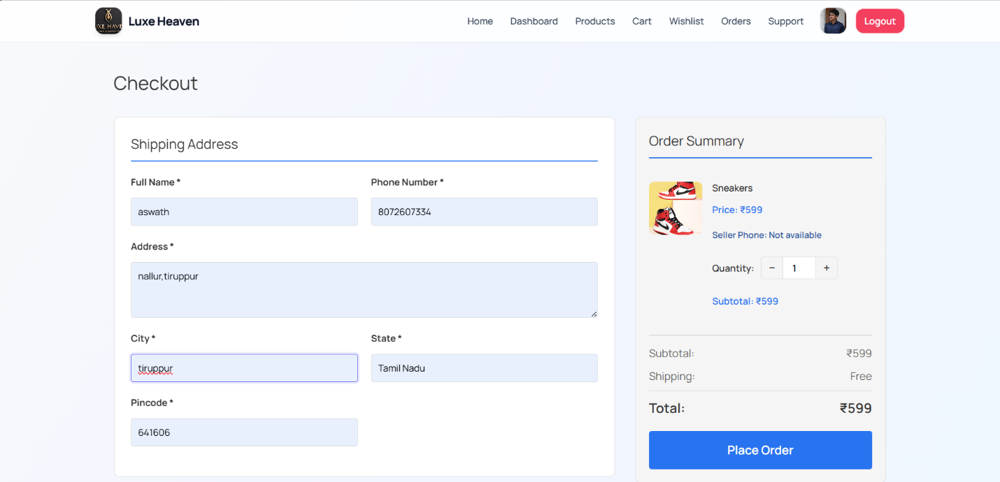 Luxe Heaven
Home Dashboard Products Cart Wishlist Orders Support Logout
Checkout
Shipping Address
Full Name * Phone Number *
aswath 8072607334
Address *
nallur,tiruppur
City * State *
tiruppur Tamil Nadu
Pincode *
641606
Order Summary
Sneakers
Price: ₹599
Seller Phone: Not available
Quantity: − 1 +
Subtotal: ₹599
Subtotal: ₹599
Shipping: Free
Total: ₹599
Place Order